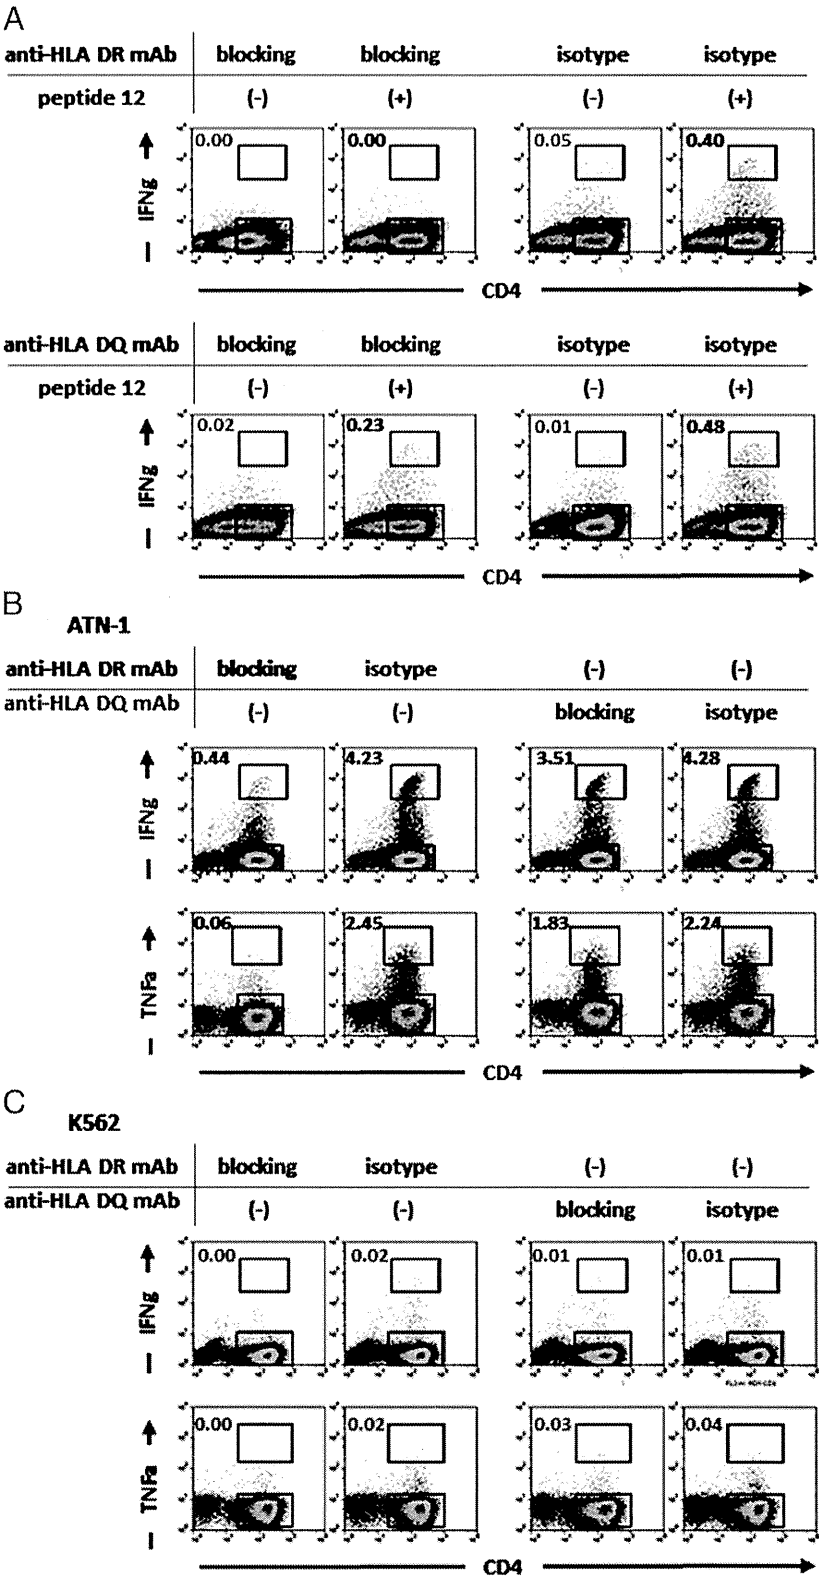 A
anti-HLA DR mAb blocking blocking isotype isotype
peptide 12 (-) (+) (-) (+)
0.00 0.00 0.05 0.40
— IFNg
CD4
anti-HLA DQ mAb blocking blocking isotype isotype
peptide 12 (-) (+) (-) (+)
0.02 0.23 0.01 0.48
— IFNg
CD4
B
ATN-1
anti-HLA DR mAb blocking isotype (-) (-)
anti-HLA DQ mAb (-) (-) blocking isotype
0.44 4.23 3.51 4.28
— IFNg
0.06 2.45 1.83 2.24
— TNFa
CD4
C
K562
anti-HLA DR mAb blocking isotype (-) (-)
anti-HLA DQ mAb (-) (-) blocking isotype
0.00 0.02 0.01 0.01
— IFNg
0.00 0.02 0.03 0.04
— TNFa
CD4